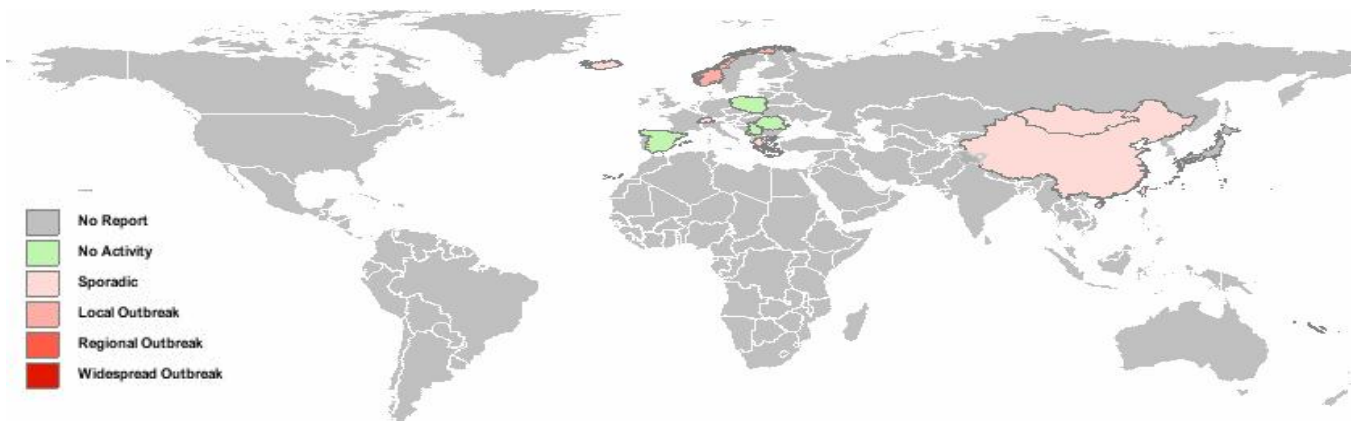 No Report
No Activity
Sporadic
Local Outbreak
Regional Outbreak
Widespread Outbreak